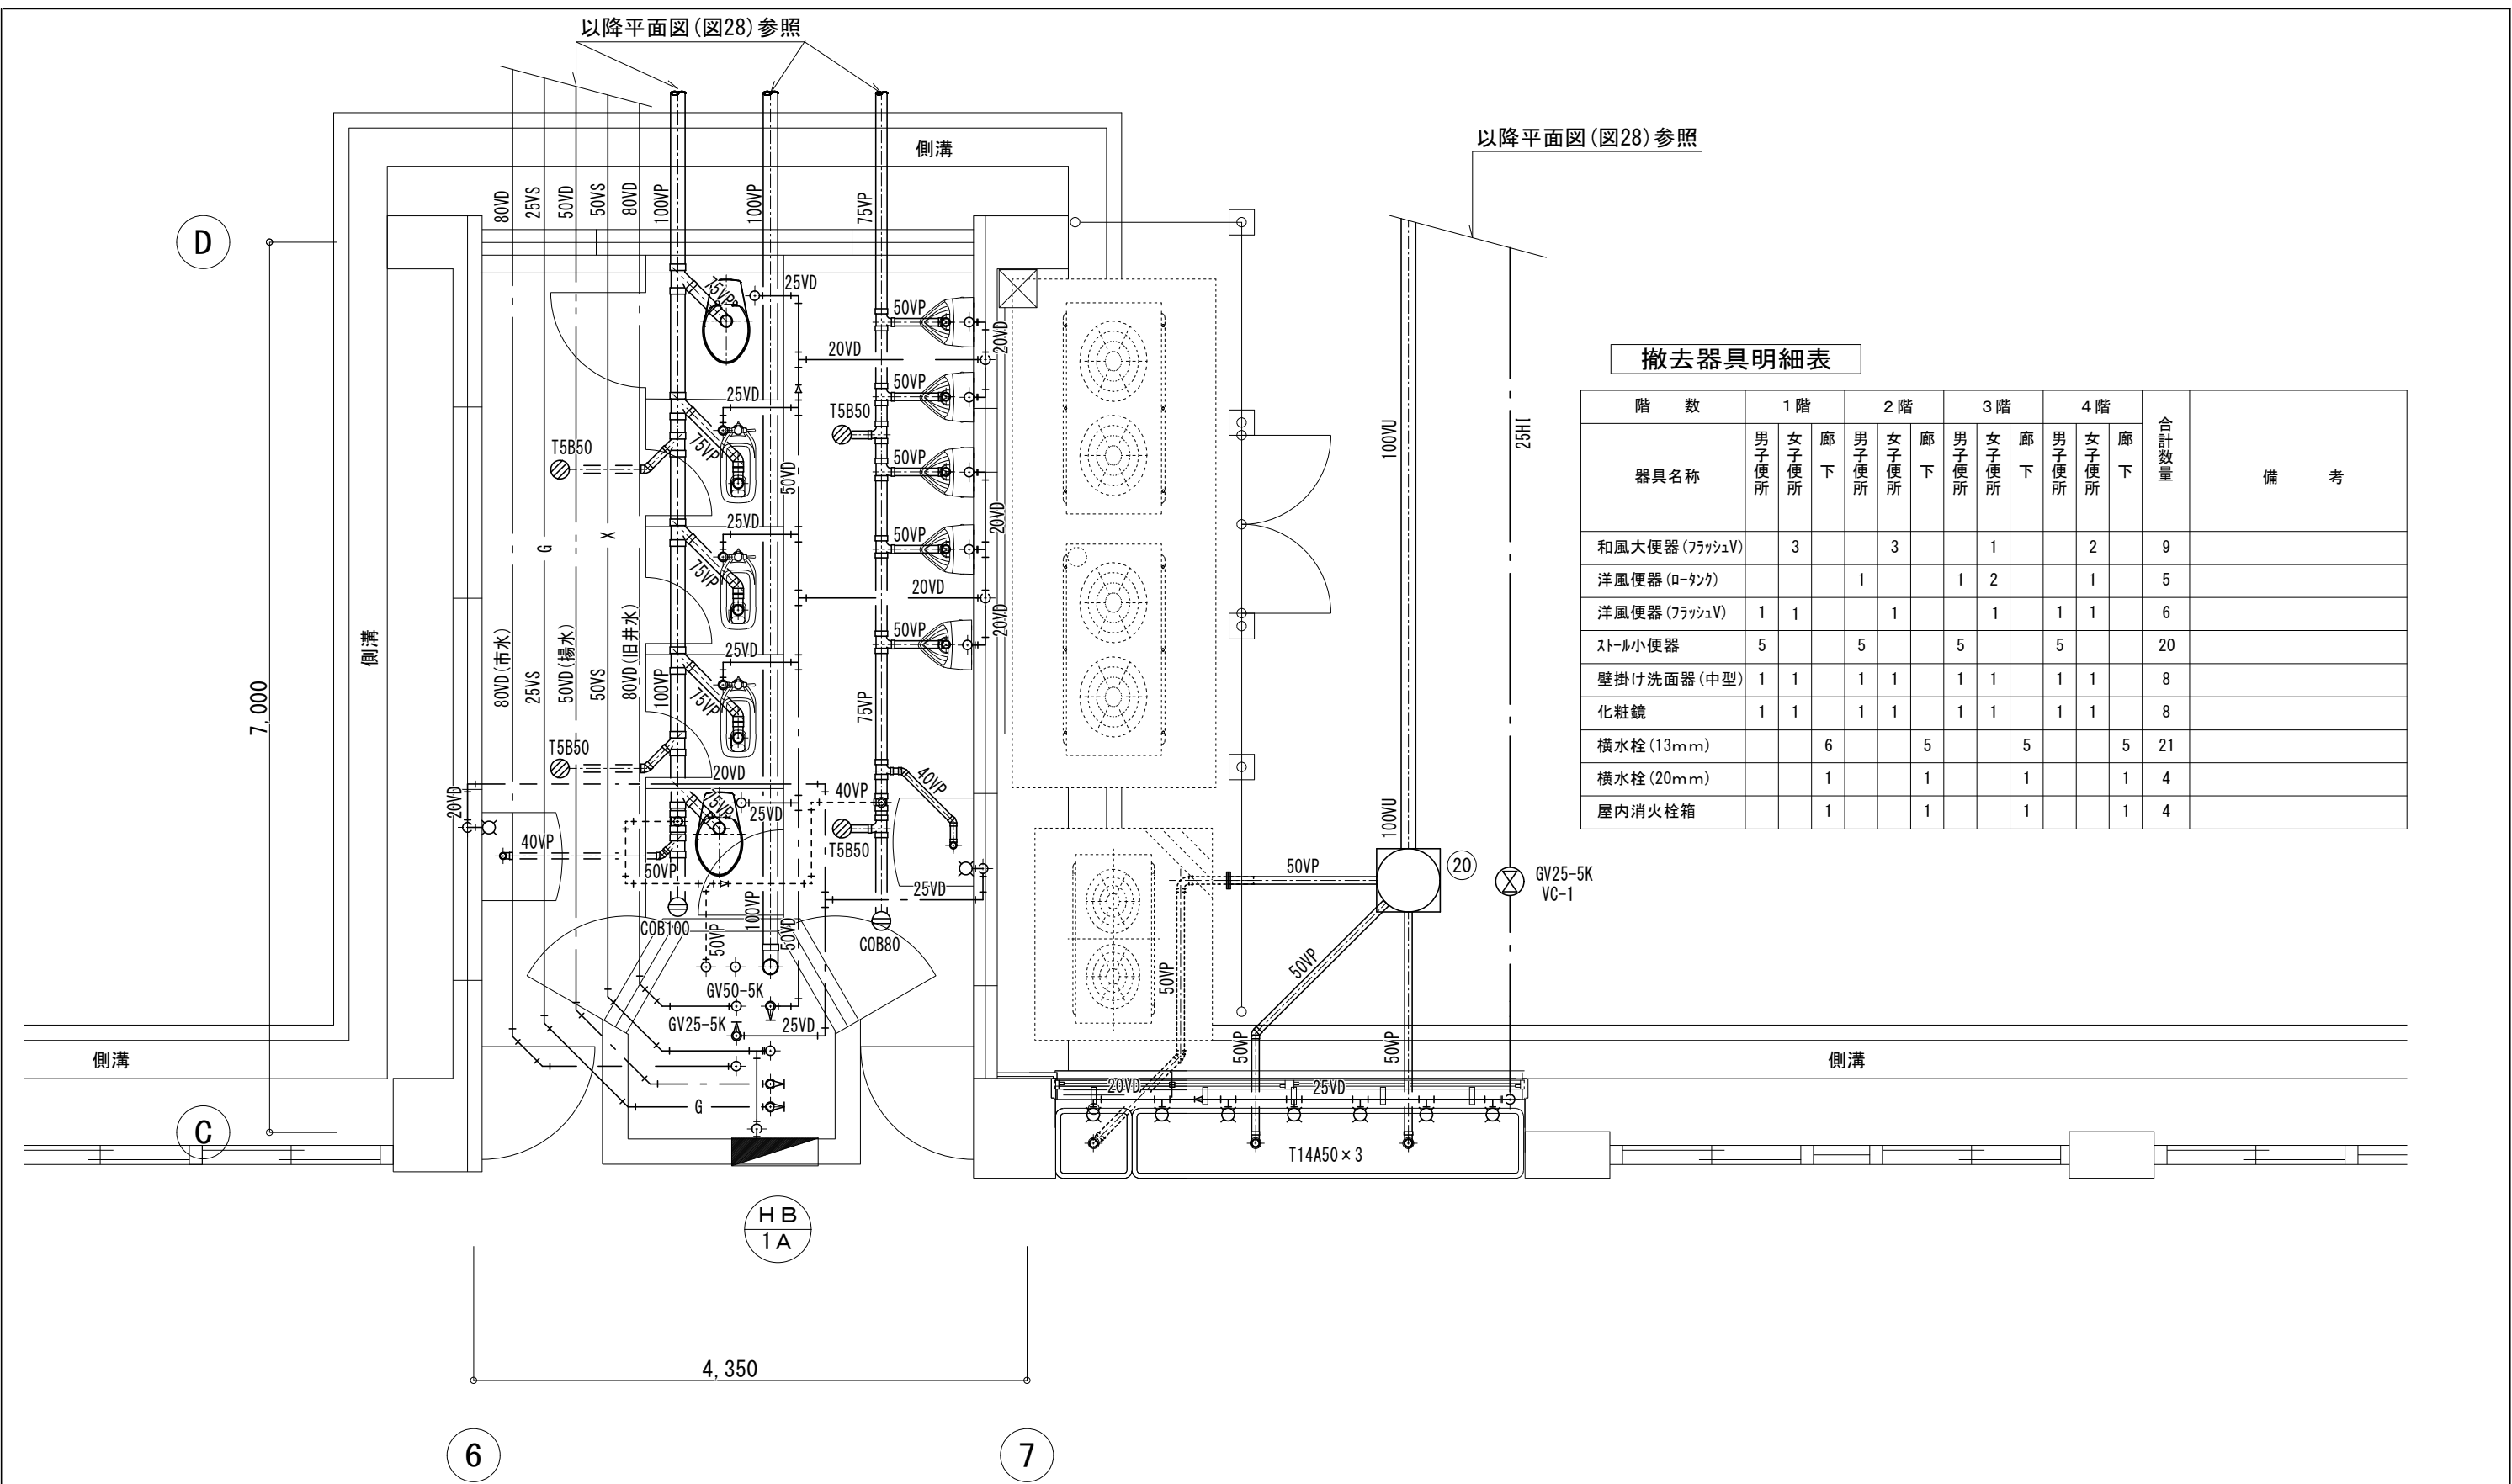 以降平面図(図28)参照
以降平面図(図28)参照
側溝
80VD
25VS
50VD
50VS
80VD
100VP
100VP
75VP
D
75VP
25VD
50VP
20VD
20VD
25VD
50VP
T5B50
T5B50
75VP
50VD
50VP
20VD
100VU
25HI
25VD
G
X
50VP
75VP
20VD
側溝
80VD(市水)
25VS
50VD(揚水)
50VS
80VD(旧井水)
100VP
25VD
50VP
20VD
75VP
75VP
7,000
T5B50
20VD
40VP
40VP
20VD
75VP
25VD
T5B50
100VU
40VP
50VP
25VD
50VP
20
GV25-5K
VC-1
COB100
50VP
100VP
50VD
COB80
50VP
50VP
GV50-5K
GV25-5K
25VD
50VP
50VP
側溝
側溝
G
20VD
25VD
C
T14A50×3
HB
1A
4,350
6
7
撤去器具明細表
階 数 1階 2階 3階 4階 合計数量 備 考
器具名称 男子便所 女子便所 廊下 男子便所 女子便所 廊下 男子便所 女子便所 廊下 男子便所 女子便所 廊下
和風大便器(フラッシュV) 3 3 1 2 9
洋風便器(ロータンク) 1 1 2 1 5
洋風便器(フラッシュV) 1 1 1 1 1 1 6
ストール小便器 5 5 5 5 20
壁掛け洗面器(中型) 1 1 1 1 1 1 1 1 8
化粧鏡 1 1 1 1 1 1 1 1 8
横水栓(13mm) 6 5 5 5 21
横水栓(20mm) 1 1 1 1 4
屋内消火栓箱 1 1 1 1 4